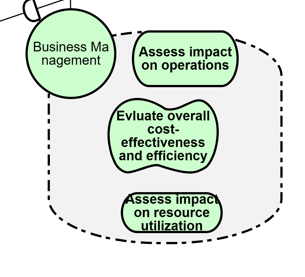 Business Ma
nagement
Assess impact
on operations
Evluate overall
cost-
effectiveness
and efficiency
Assess impact
on resource
utilization